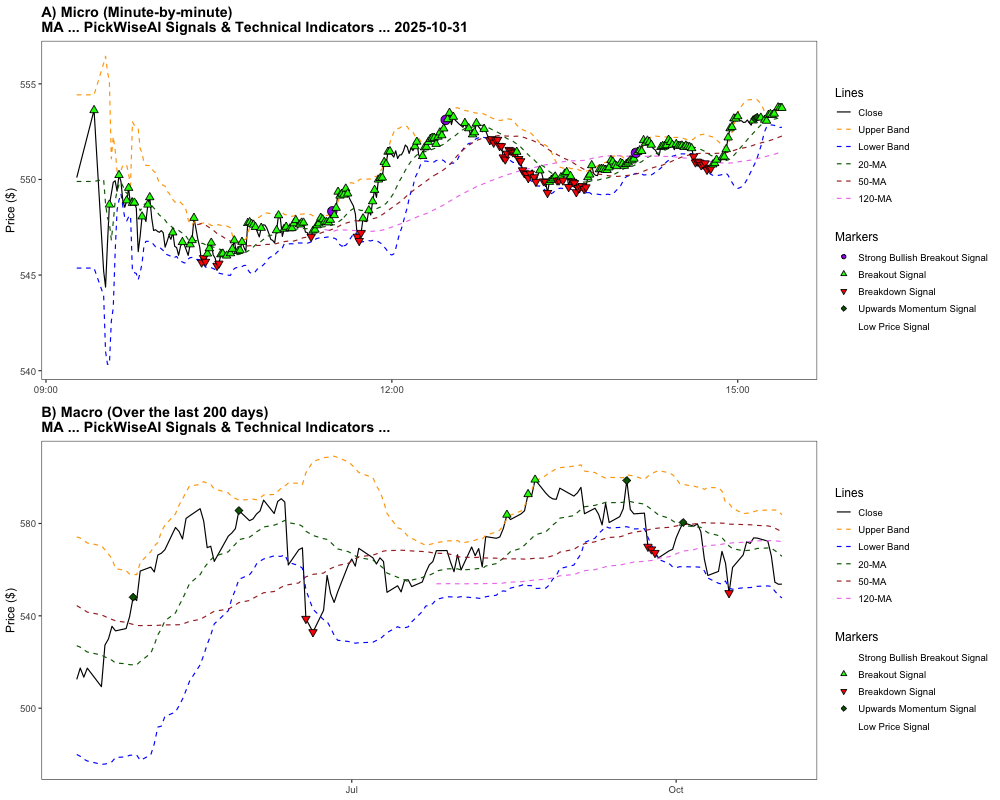 A) Micro (Minute-by-minute)
MA ... PickWiseAI Signals & Technical Indicators ... 2025-10-31
Price ($)
555
550
545
540
09:00
12:00
15:00
Lines
Close
Upper Band
Lower Band
20-MA
50-MA
120-MA
Markers
Strong Bullish Breakout Signal
Breakout Signal
Breakdown Signal
Upwards Momentum Signal
Low Price Signal
B) Macro (Over the last 200 days)
MA ... PickWiseAI Signals & Technical Indicators ...
Price ($)
580
540
500
Jul
Oct
Lines
Close
Upper Band
Lower Band
20-MA
50-MA
120-MA
Markers
Strong Bullish Breakout Signal
Breakout Signal
Breakdown Signal
Upwards Momentum Signal
Low Price Signal